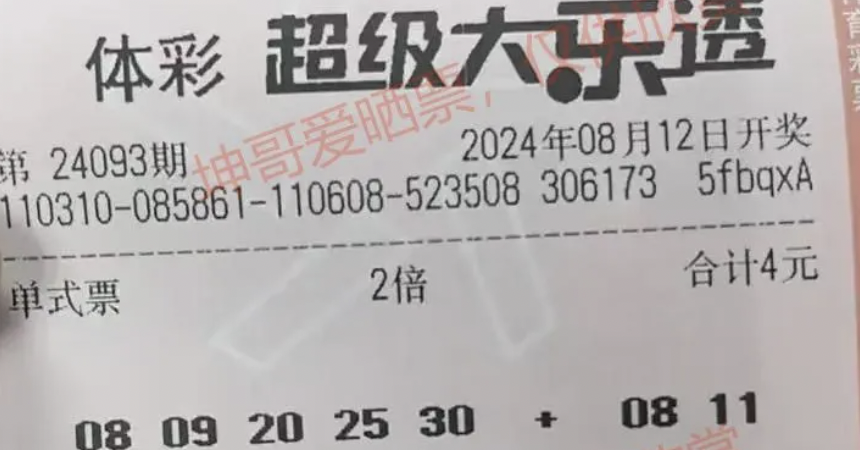 体彩 超级大乐透
第 24093期 2024年08月12日开奖
110310-085861-110608-523508 306173 5fbqxA
单式票 2倍 合计4元
08 09 20 25 30 + 08 11
坤哥爱晒票，仅供欣